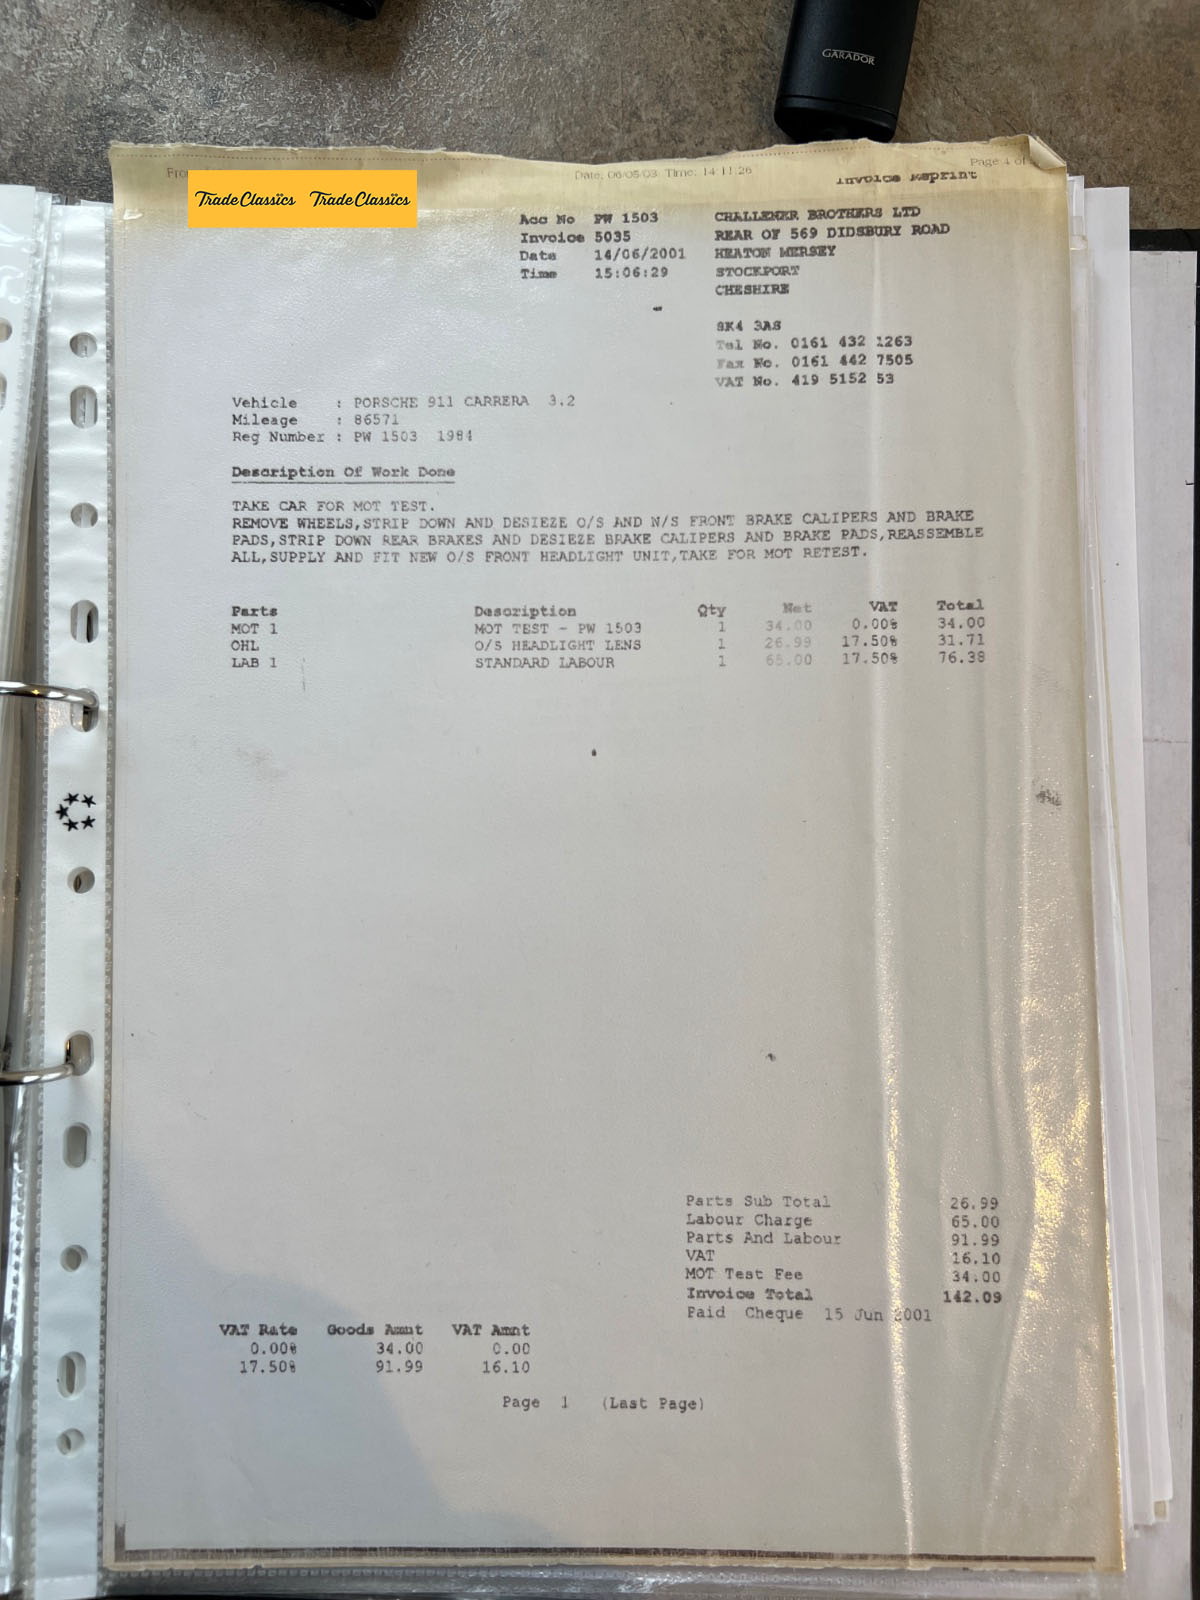 GARADOR
Date: 06/05/03 Time: 14:11:26
Page 4 of
Invoice Reprint
TradeClassics TradeClassics
Acc No PW 1503
Invoice 5035
Date 14/06/2001
Time 15:06:29
CHALLENER BROTHERS LTD
REAR OF 569 DIDSBURY ROAD
HEATON MERSEY
STOCKPORT
CHESHIRE
SK4 3AS
Tel No. 0161 432 1263
Fax No. 0161 442 7505
VAT No. 419 5152 53
Vehicle : PORSCHE 911 CARRERA 3.2
Mileage : 86571
Reg Number : PW 1503 1984
Description Of Work Done
TAKE CAR FOR MOT TEST.
REMOVE WHEELS,STRIP DOWN AND DESIEZE O/S AND N/S FRONT BRAKE CALIPERS AND BRAKE
PADS,STRIP DOWN REAR BRAKES AND DESIEZE BRAKE CALIPERS AND BRAKE PADS,REASSEMBLE
ALL,SUPPLY AND FIT NEW O/S FRONT HEADLIGHT UNIT,TAKE FOR MOT RETEST.
Parts Description Qty Net VAT Total
MOT 1 MOT TEST - PW 1503 1 34.00 0.00% 34.00
OHL O/S HEADLIGHT LENS 1 26.99 17.50% 31.71
LAB 1 STANDARD LABOUR 1 65.00 17.50% 76.38
Parts Sub Total 26.99
Labour Charge 65.00
Parts And Labour 91.99
VAT 16.10
MOT Test Fee 34.00
Invoice Total 142.09
Paid Cheque 15 Jun 2001
VAT Rate Goods Amnt VAT Amnt
0.00% 34.00 0.00
17.50% 91.99 16.10
Page 1 (Last Page)